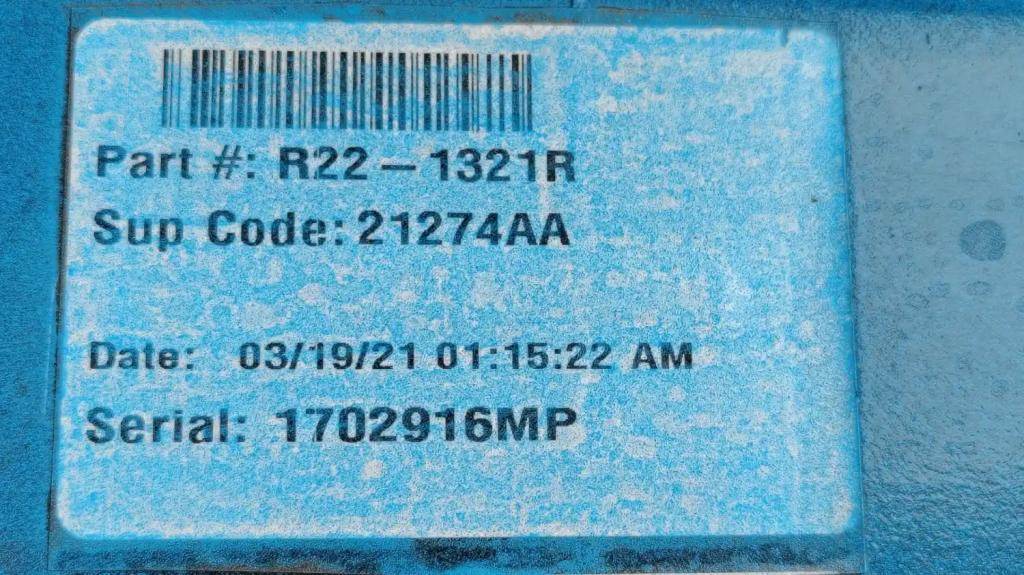 Part #: R22-1321R
Sup Code: 21274AA
Date: 03/19/21 01:15:22 AM
Serial: 1702916MP